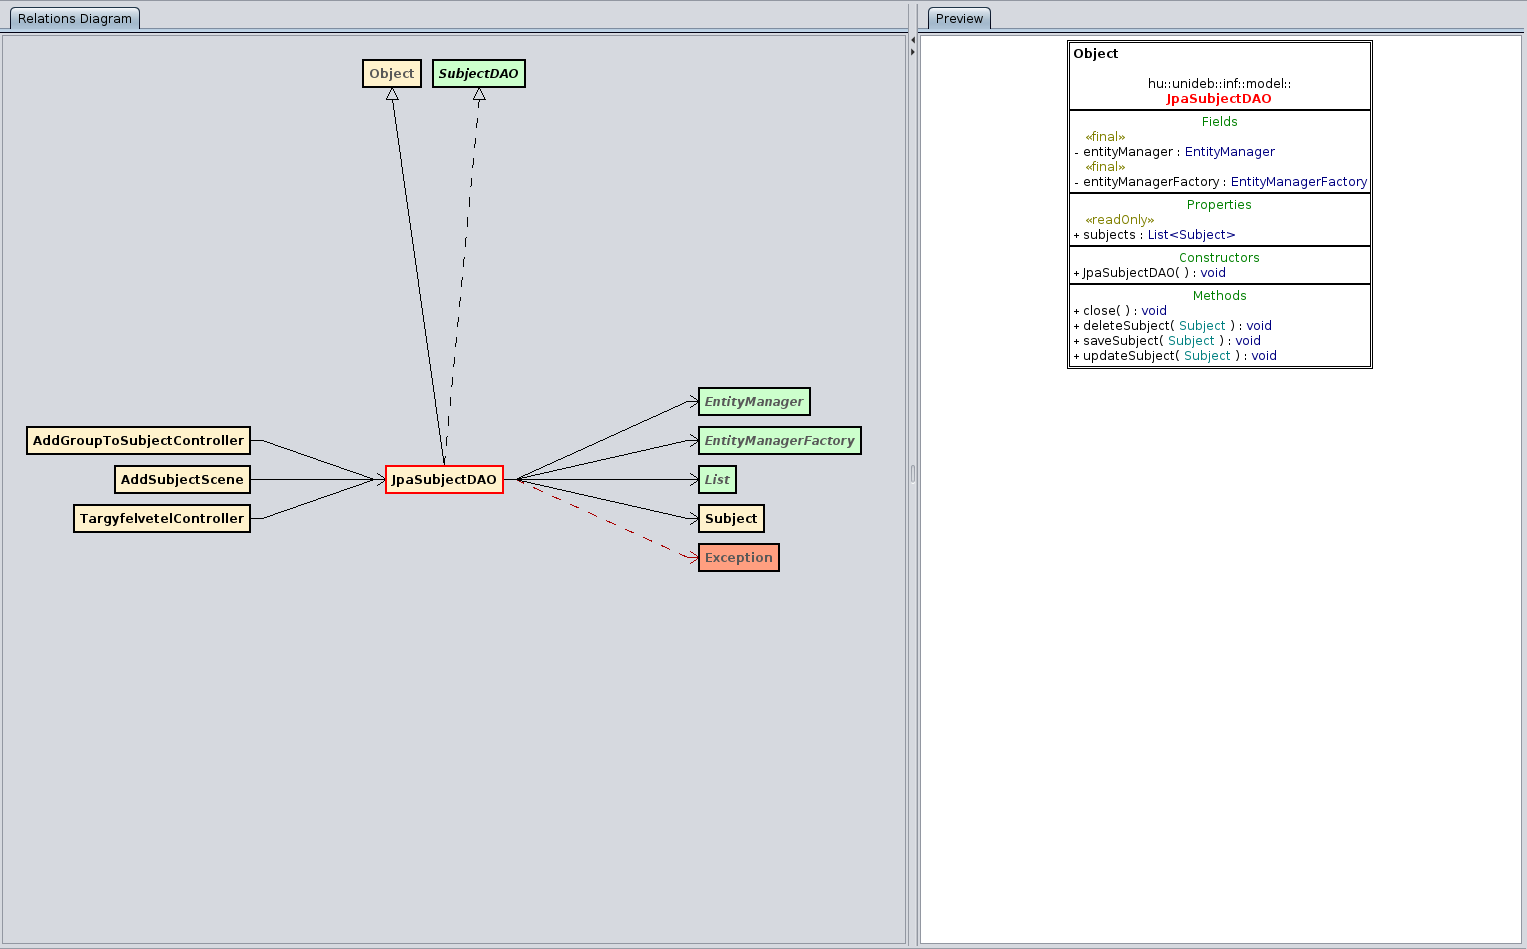 Relations Diagram
Object
SubjectDAO
EntityManager
AddGroupToSubjectController
EntityManagerFactory
AddSubjectScene
JpaSubjectDAO
List
TargyfelvetelController
Subject
Exception
Preview
Object
hu::unideb::inf::model::
JpaSubjectDAO
Fields
«final»
- entityManager : EntityManager
«final»
- entityManagerFactory : EntityManagerFactory
Properties
«readOnly»
+ subjects : List<Subject>
Constructors
+ JpaSubjectDAO( ) : void
Methods
+ close( ) : void
+ deleteSubject( Subject ) : void
+ saveSubject( Subject ) : void
+ updateSubject( Subject ) : void